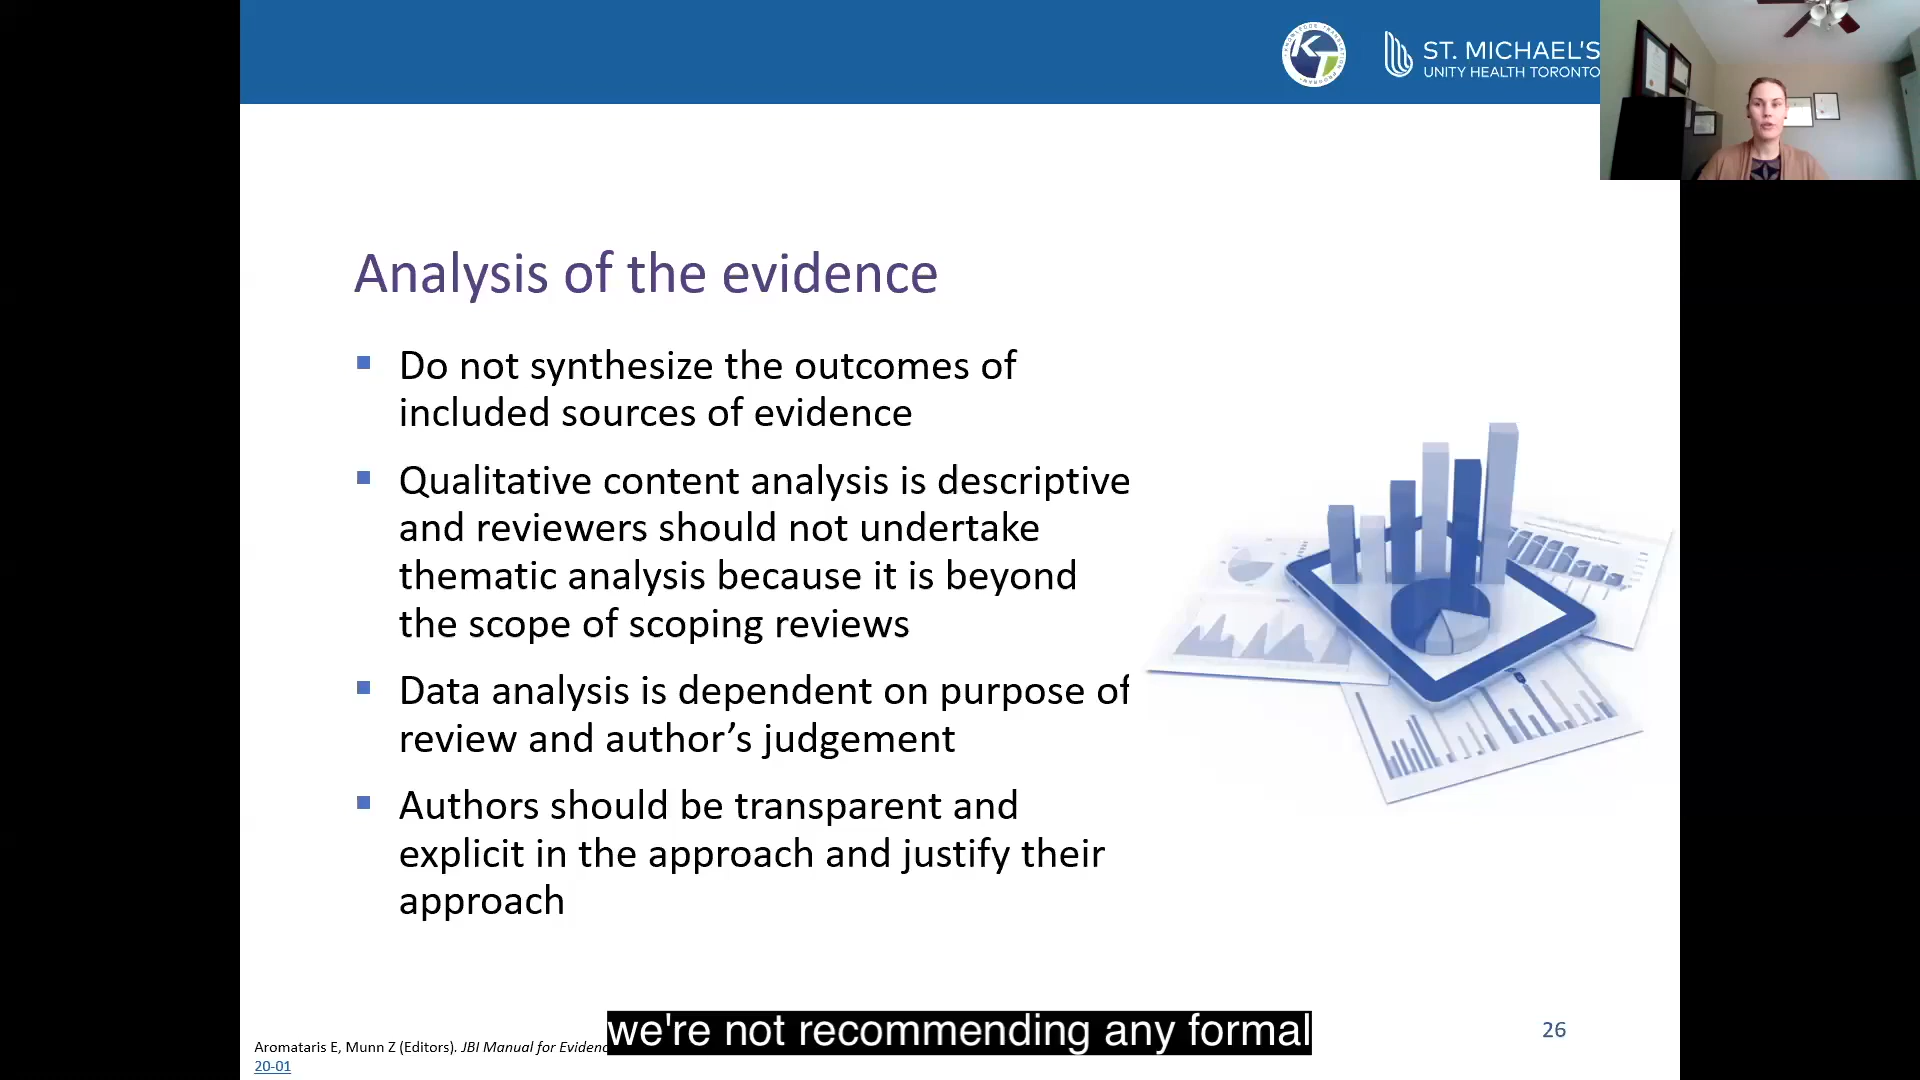 ST. MICHAEL'S
UNITY HEALTH TORONTO
KNOWLEDGE TRANSLATION PROGRAM
KT
Analysis of the evidence
Do not synthesize the outcomes of
included sources of evidence
Qualitative content analysis is descriptive
and reviewers should not undertake
thematic analysis because it is beyond
the scope of scoping reviews
Data analysis is dependent on purpose of
review and author’s judgement
Authors should be transparent and
explicit in the approach and justify their
approach
we're not recommending any formal
26
Aromataris E, Munn Z (Editors). JBI Manual for
20-01